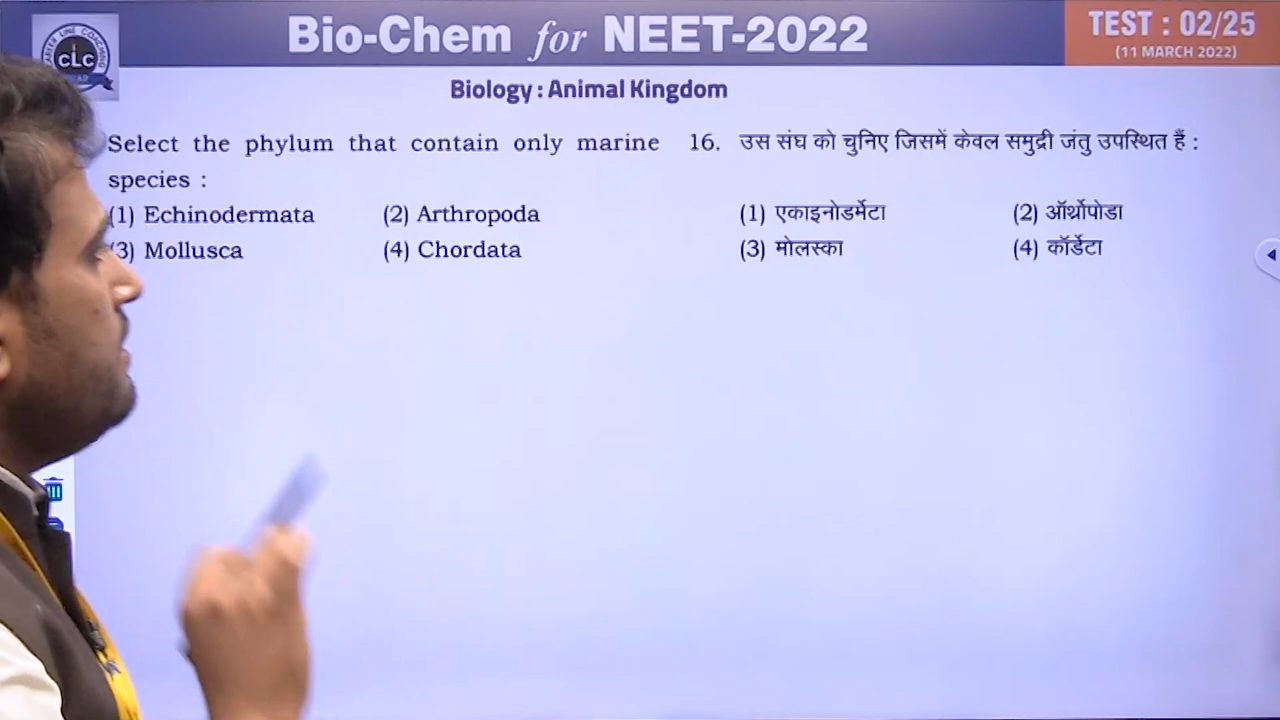 Bio-Chem for NEET-2022
TEST : 02/25
(11 MARCH 2022)
CLC
Biology : Animal Kingdom
Select the phylum that contain only marine
species :
(1) Echinodermata (2) Arthropoda
(3) Mollusca (4) Chordata
16. उस संघ को चुनिए जिसमें केवल समुद्री जंतु उपस्थित हैं :
(1) एकाइनोडर्मेटा (2) ऑर्थोपोडा
(3) मोलस्का (4) कॉर्डेटा